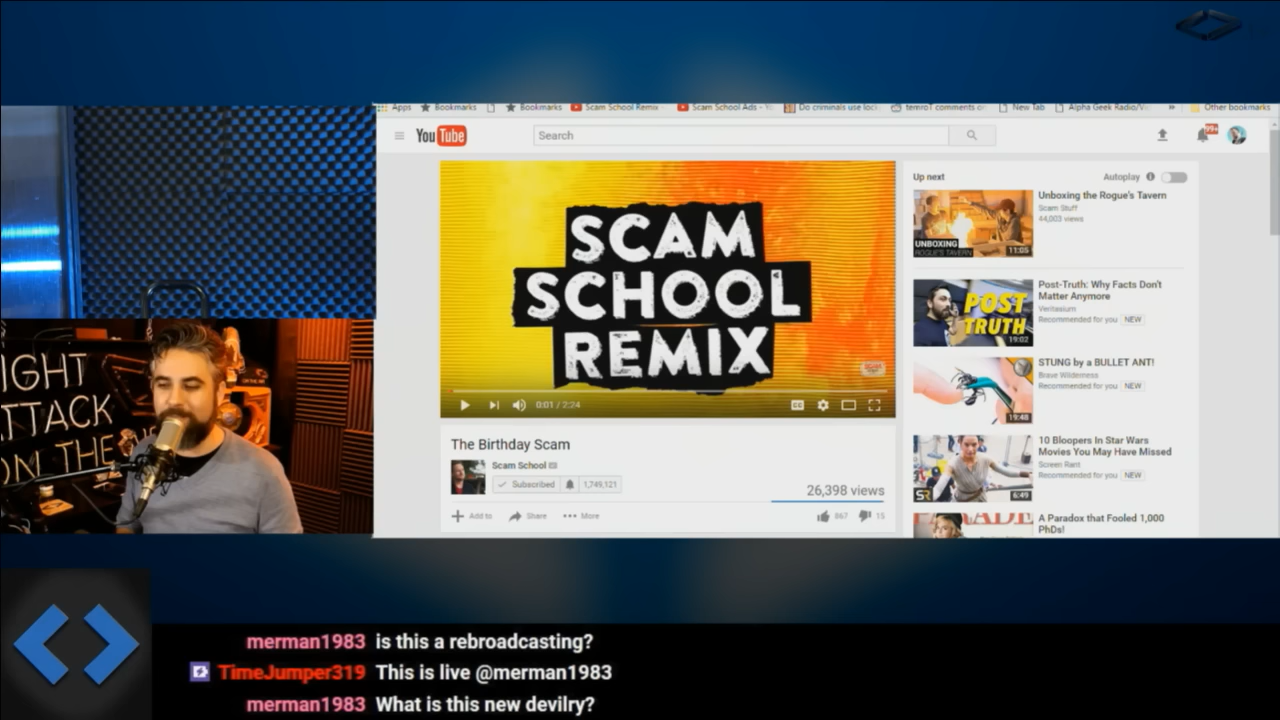 Apps Bookmarks Bookmarks Scam School Remix Scam School Ads - Do criminals use lock New Tab Alpha Geek Radio/Vi » Other bookmarks
YouTube
Search
99+
SCAM
SCHOOL
REMIX
0:01 / 2:24
CC
The Birthday Scam
Scam School
Subscribed 1,749,121
26,398 views
Add to Share More
867 15
Up next
Autoplay
Unboxing the Rogue's Tavern
Scam Stuff
44,003 views
UNBOXING
ROGUE'S TAVERN
11:05
Post-Truth: Why Facts Don't
Matter Anymore
Veritasium
Recommended for you NEW
POST
TRUTH
19:02
STUNG by a BULLET ANT!
Brave Wilderness
Recommended for you NEW
19:48
10 Bloopers In Star Wars
Movies You May Have Missed
Screen Rant
Recommended for you NEW
SR
6:49
A Paradox that Fooled 1,000
PhDs!
IGHT
TTACK
ON THE
merman1983 is this a rebroadcasting?
TimeJumper319 This is live @merman1983
merman1983 What is this new devilry?